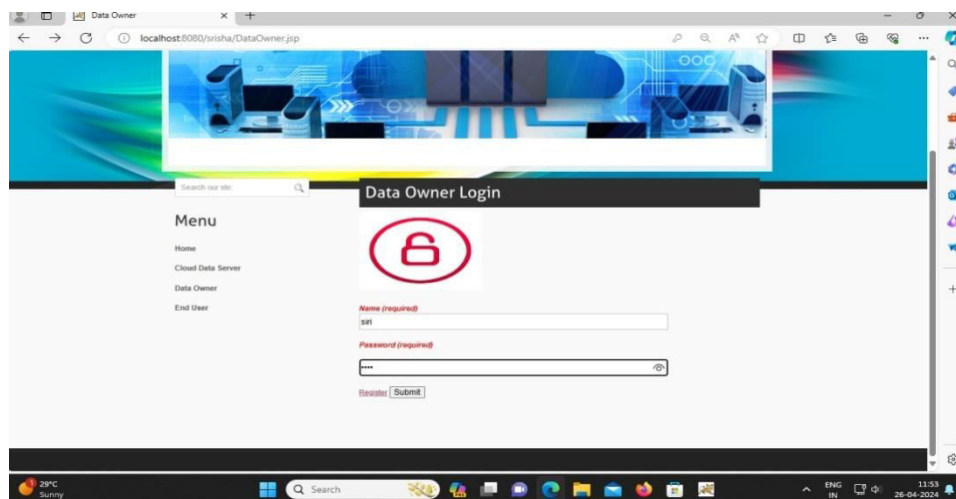 Data Owner
localhost:8080/srisha/DataOwner.jsp
Search our site
Data Owner Login
Menu
Home
Cloud Data Server
Data Owner
End User
Name (required)
siri
Password (required)
••••
Register Submit
29°C
Sunny
Search
ENG
IN
11:53
26-04-2024